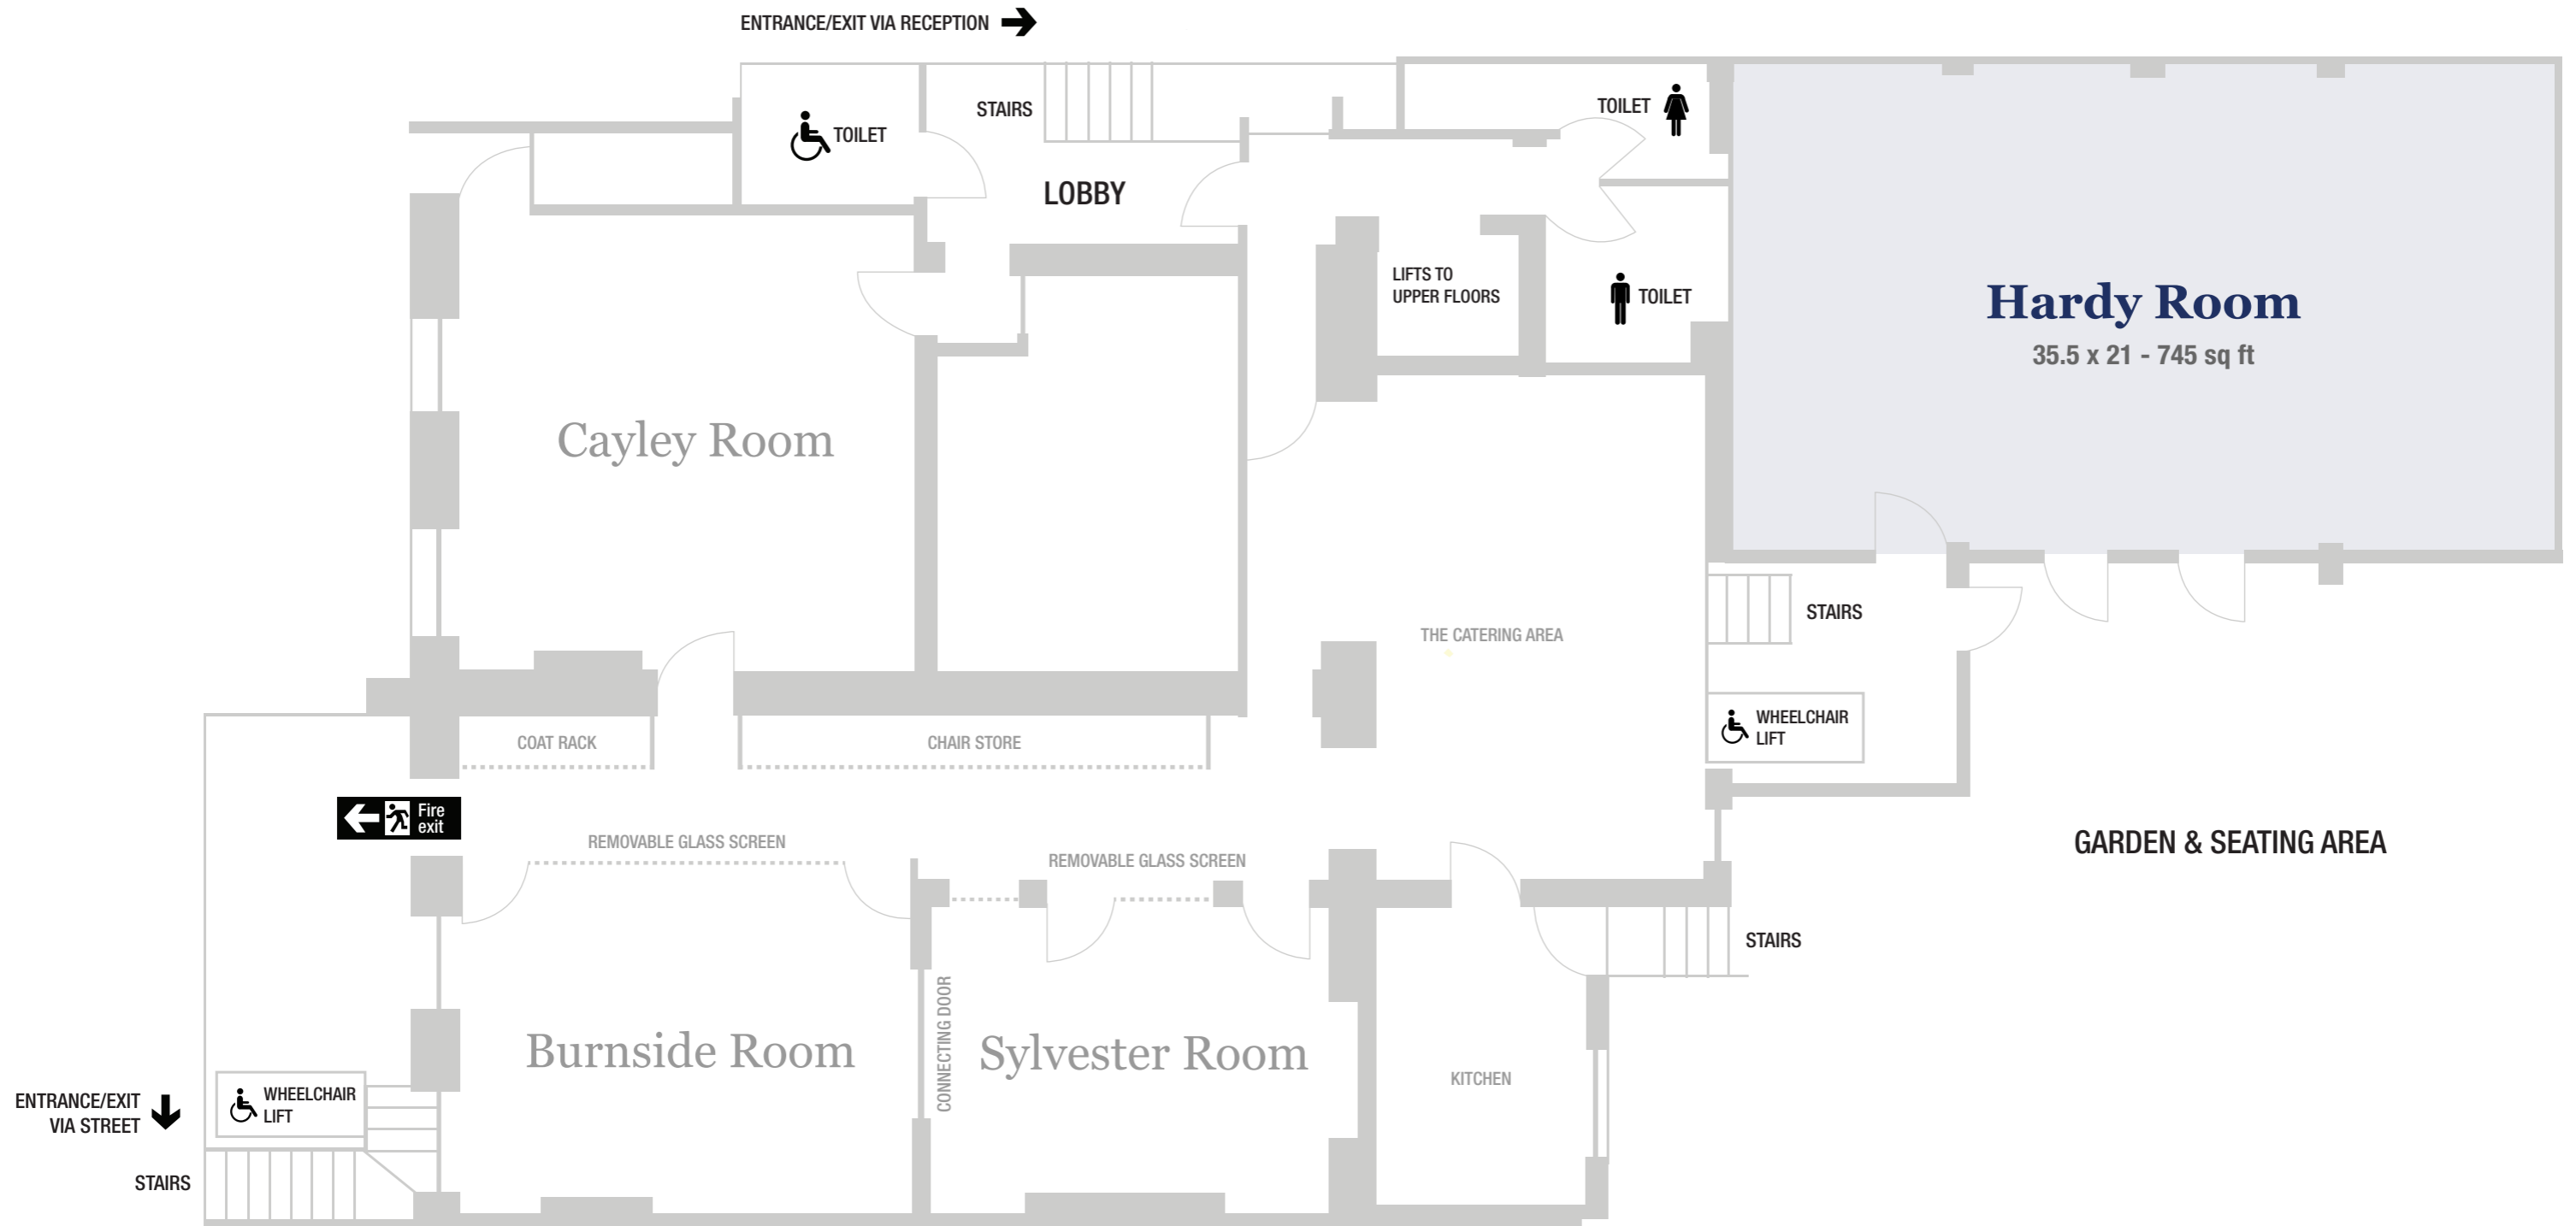 ENTRANCE/EXIT VIA RECEPTION
TOILET
STAIRS
TOILET
LOBBY
LIFTS TO
UPPER FLOORS
TOILET
Hardy Room
35.5 x 21 - 745 sq ft
Cayley Room
THE CATERING AREA
STAIRS
WHEELCHAIR
LIFT
COAT RACK
CHAIR STORE
Fire
exit
REMOVABLE GLASS SCREEN
REMOVABLE GLASS SCREEN
GARDEN & SEATING AREA
STAIRS
CONNECTING DOOR
Burnside Room
Sylvester Room
KITCHEN
ENTRANCE/EXIT
VIA STREET
WHEELCHAIR
LIFT
STAIRS